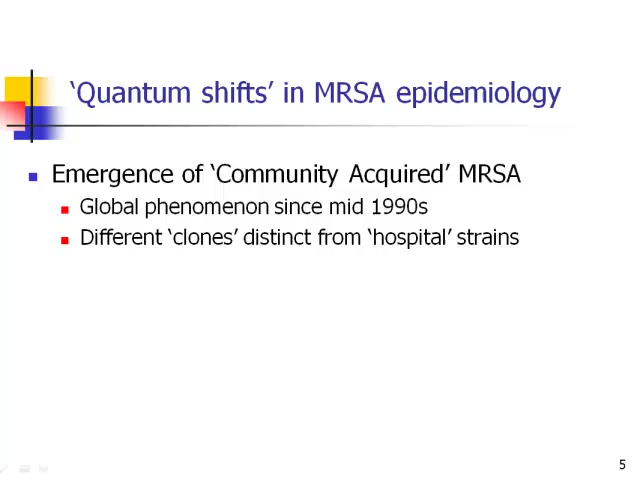 ‘Quantum shifts’ in MRSA epidemiology
Emergence of ‘Community Acquired’ MRSA
Global phenomenon since mid 1990s
Different ‘clones’ distinct from ‘hospital’ strains
5